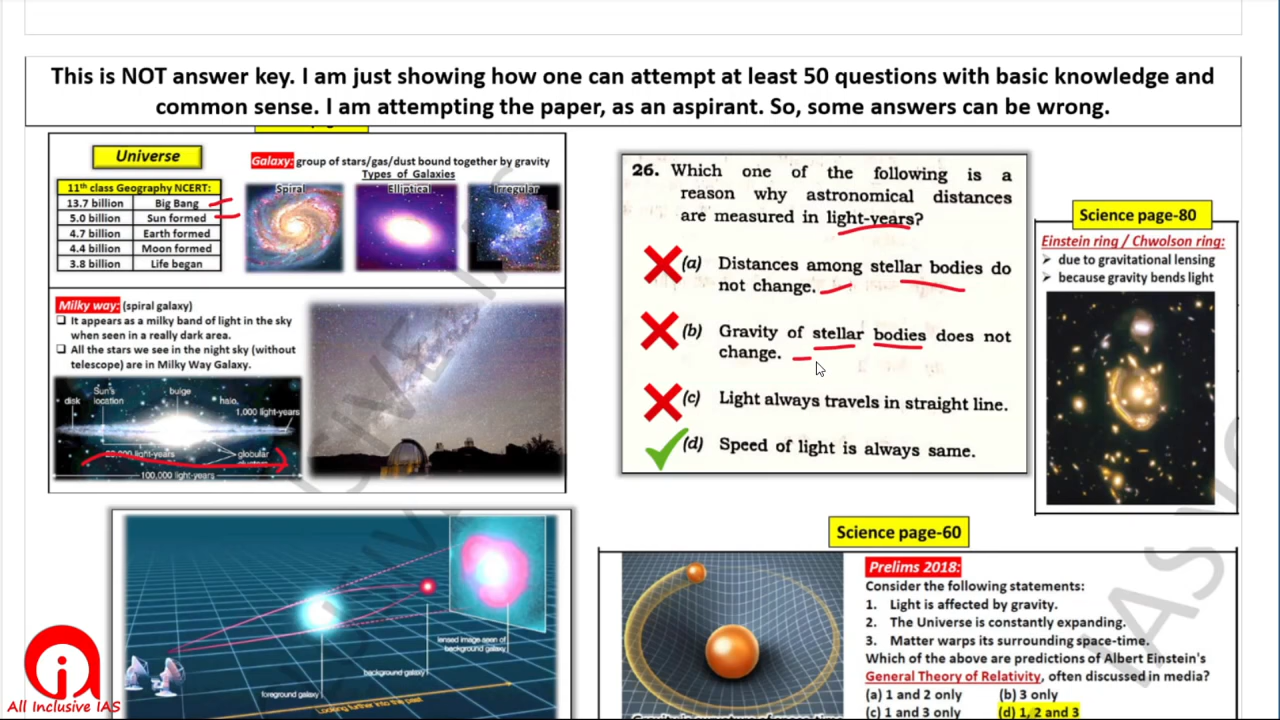 This is NOT answer key. I am just showing how one can attempt at least 50 questions with basic knowledge and
common sense. I am attempting the paper, as an aspirant. So, some answers can be wrong.
Universe
11th class Geography NCERT:
13.7 billion Big Bang
5.0 billion Sun formed
4.7 billion Earth formed
4.4 billion Moon formed
3.8 billion Life began
Galaxy: group of stars/gas/dust bound together by gravity
Types of Galaxies
Spiral
Elliptical
Irregular
Milky way: (spiral galaxy)
It appears as a milky band of light in the sky
when seen in a really dark area.
All the stars we see in the night sky (without
telescope) are in Milky Way Galaxy.
disk
Sun's
location
bulge
halo
1,000 light-years
light-years
globular
100,000 light-years
26. Which one of the following is a
reason why astronomical distances
are measured in light-years?
(a) Distances among stellar bodies do
not change.
(b) Gravity of stellar bodies does not
change.
(c) Light always travels in straight line.
(d) Speed of light is always same.
Science page-80
Einstein ring / Chwolson ring:
due to gravitational lensing
because gravity bends light
lensed image seen of
background galaxy
background galaxy
foreground galaxy
Looking further into the past
Science page-60
Prelims 2018:
Consider the following statements:
1. Light is affected by gravity.
2. The Universe is constantly expanding.
3. Matter warps its surrounding space-time.
Which of the above are predictions of Albert Einstein's
General Theory of Relativity, often discussed in media?
(a) 1 and 2 only (b) 3 only
(c) 1 and 3 only (d) 1, 2 and 3
All Inclusive IAS